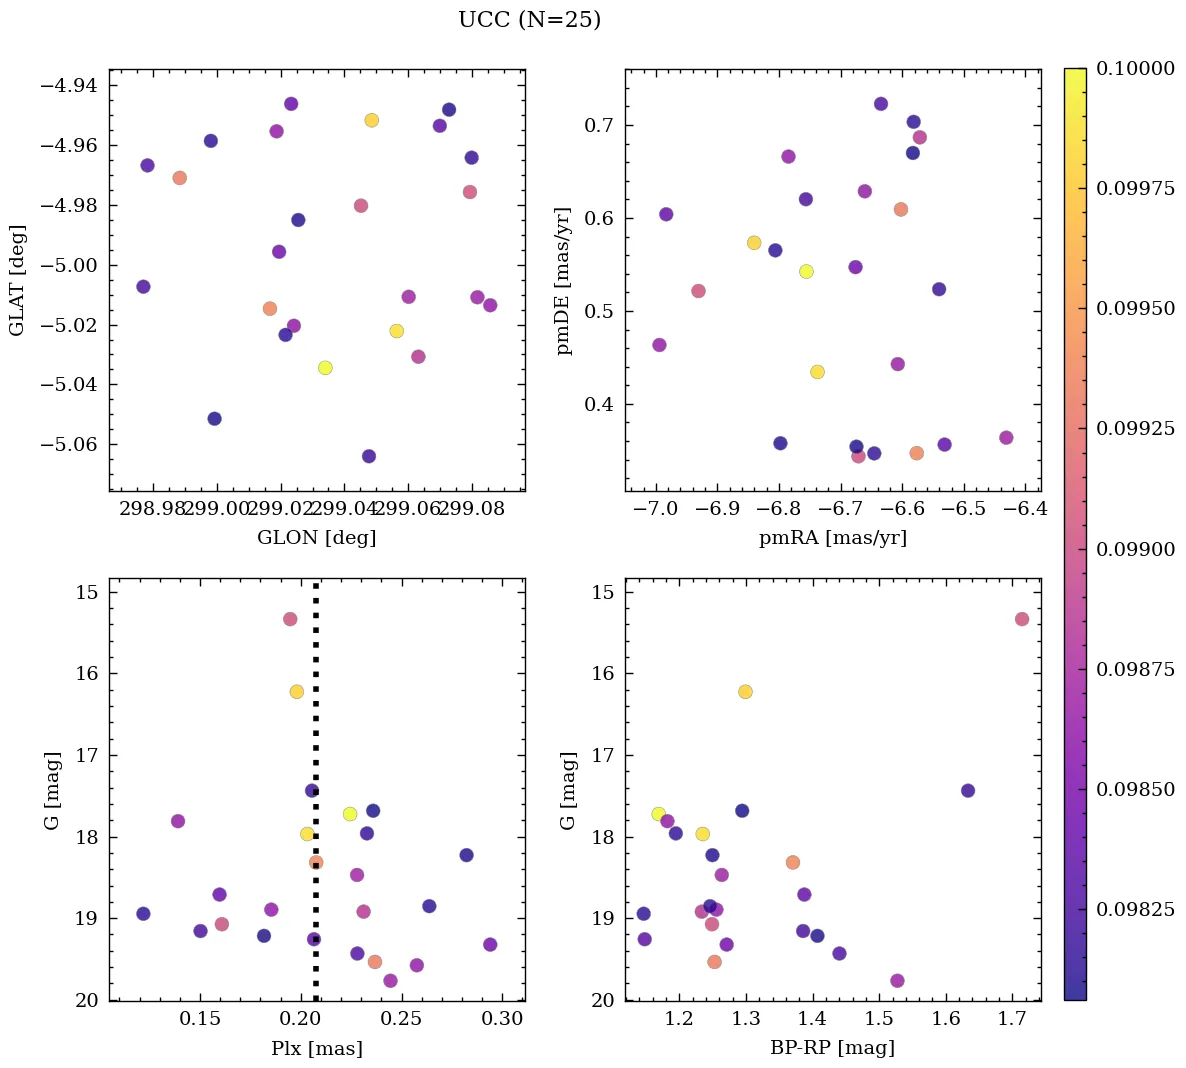 UCC (N=25)
−4.94
−4.96
−4.98
−5.00
−5.02
−5.04
−5.06
GLAT [deg]
298.98 299.00 299.02 299.04 299.06 299.08
GLON [deg]
0.7
0.6
0.5
0.4
pmDE [mas/yr]
−7.0 −6.9 −6.8 −6.7 −6.6 −6.5 −6.4
pmRA [mas/yr]
0.10000
0.09975
0.09950
0.09925
0.09900
0.09875
0.09850
0.09825
15
16
17
18
19
20
G [mag]
0.15 0.20 0.25 0.30
Plx [mas]
15
16
17
18
19
20
G [mag]
1.2 1.3 1.4 1.5 1.6 1.7
BP-RP [mag]